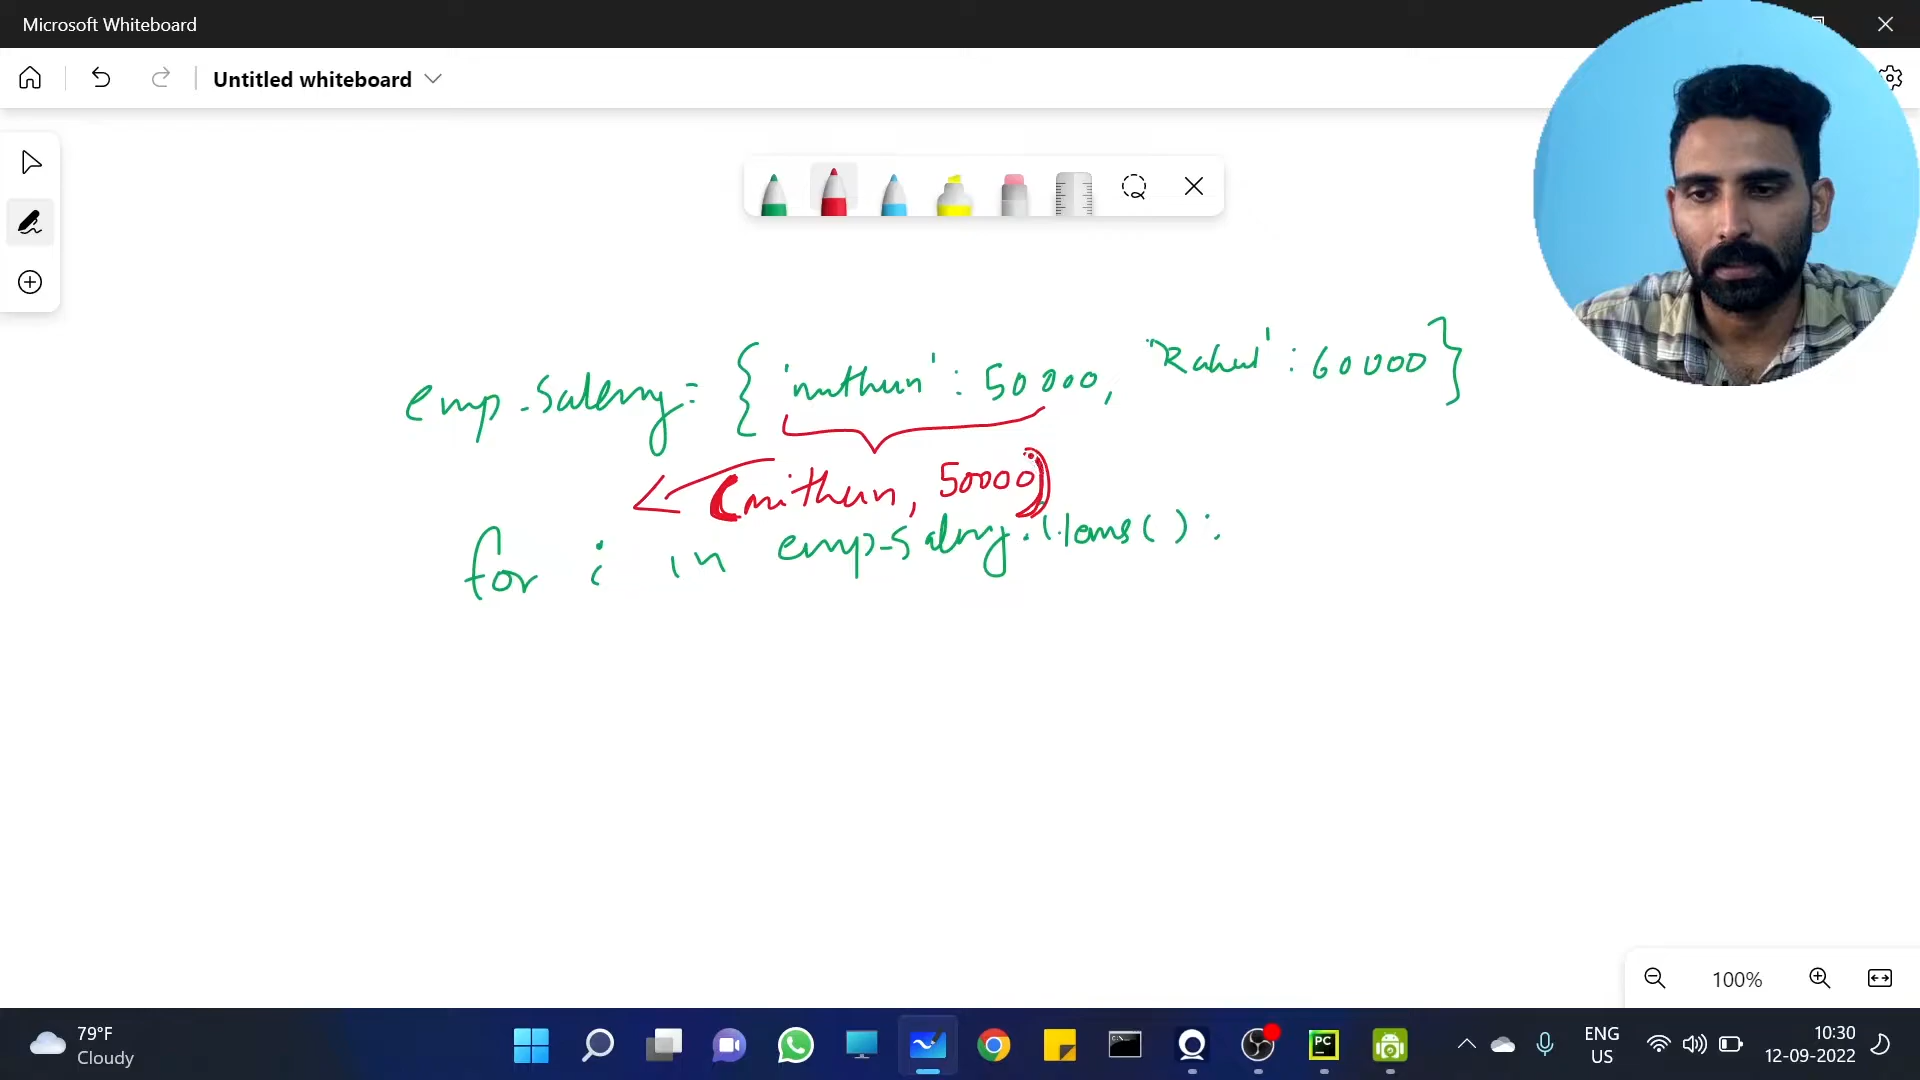 Microsoft Whiteboard
Untitled whiteboard
emp_salary = { 'mithun' : 50000, 'Rahul' : 60000 }
(mithun, 50000)
for i in emp_salary.items() :
100%
79°F
Cloudy
PC
ENG
US
10:30
12-09-2022